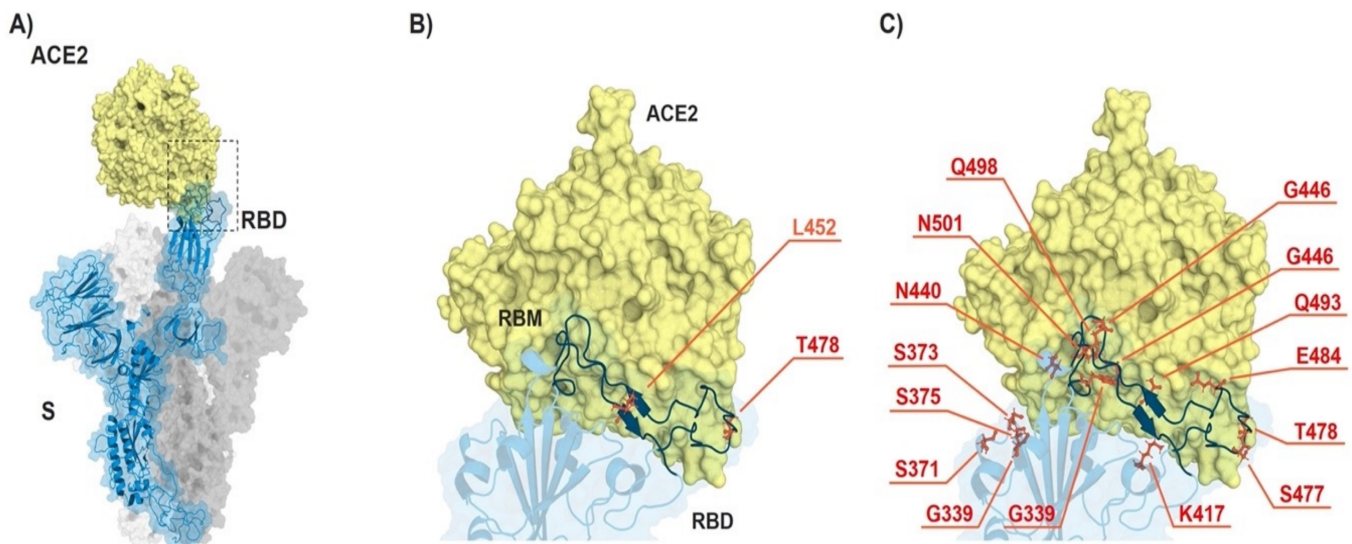 A)
ACE2
RBD
S
B)
ACE2
L452
RBM
T478
RBD
C)
Q498
G446
N501
G446
N440
Q493
S373
E484
S375
T478
S371
S477
G339
G339
K417